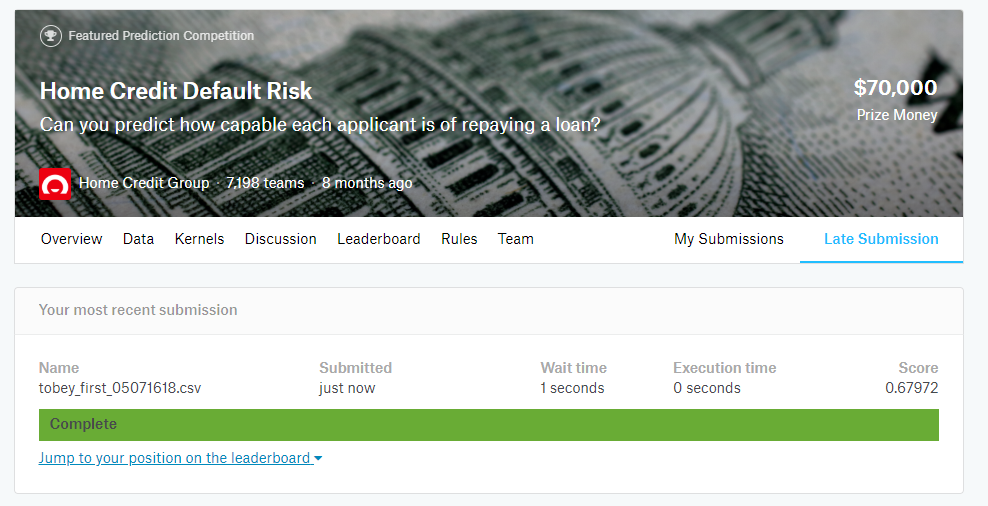 Featured Prediction Competition
Home Credit Default Risk
Can you predict how capable each applicant is of repaying a loan?
$70,000
Prize Money
Home Credit Group · 7,198 teams · 8 months ago
Overview Data Kernels Discussion Leaderboard Rules Team My Submissions Late Submission
Your most recent submission
Name Submitted Wait time Execution time Score
tobey_first_05071618.csv just now 1 seconds 0 seconds 0.67972
Complete
Jump to your position on the leaderboard